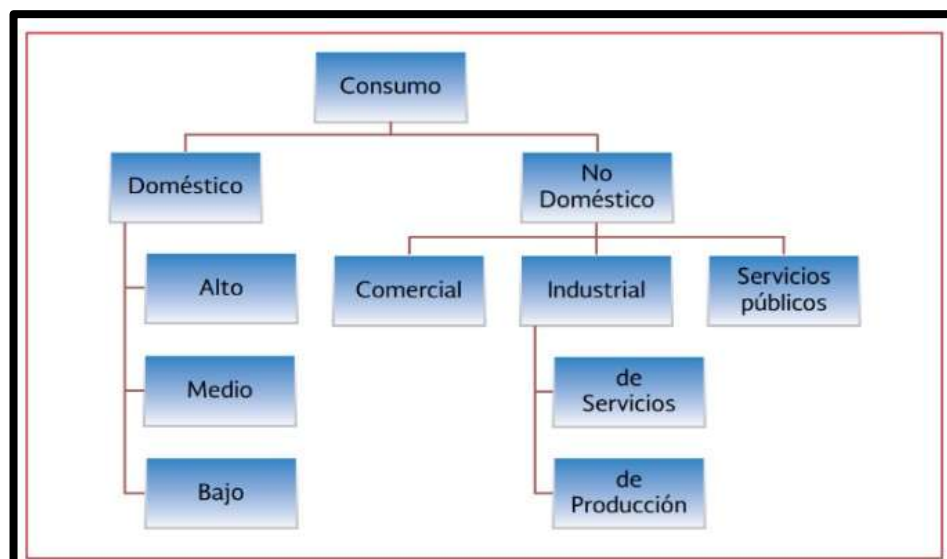 Consumo
Doméstico
No
Doméstico
Alto
Medio
Bajo
Comercial
Industrial
Servicios
públicos
de
Servicios
de
Producción